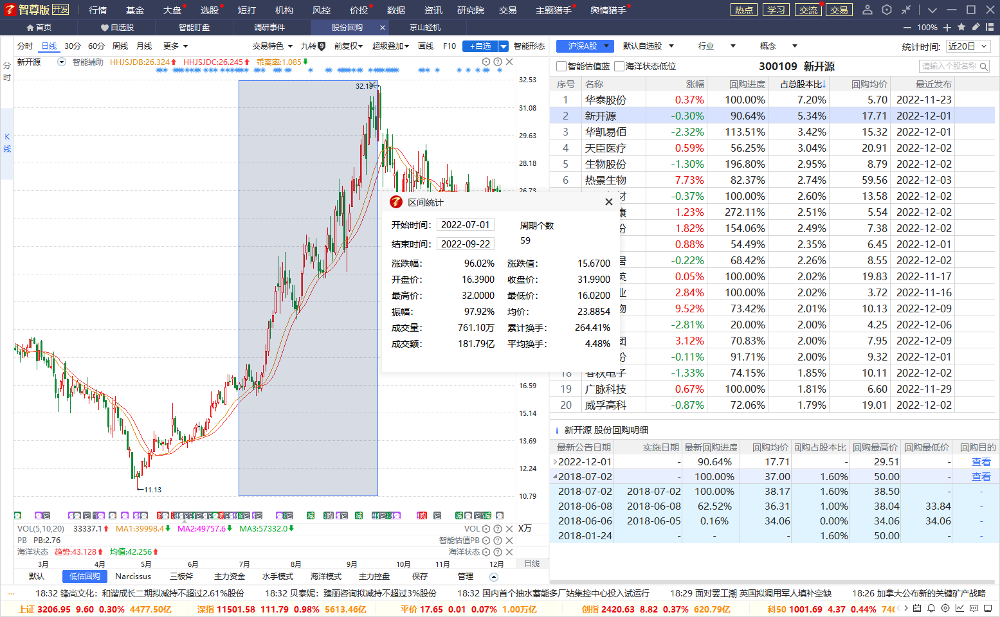 智尊版 开发 行情 基金 大盘 选股 短打 机构 风控 价投 数据 资讯 研究院 交易 主题猎手 舆情猎手 热点 学习 交流 交易
首页 自选股 智能盯盘 调研事件 股份回购 × 京山轻机 100%
分时 日线 30分 60分 周线 月线 更多 交易特色 九转 9 前复权 超级叠加 画线 F10 +自选 智能形态 沪深A股 默认自选股 行业 概念 统计时间: 近20日
新开源 智能辅助 HHJSJDB:26.324 HHJSJDC:26.245 乖离率:1.085
智能估值蓝 海洋状态低位 300109 新开源 请输入个股名称
分时
K线
32.53
31.08
29.63
28.18
26.73
16.59
15.14
13.69
12.24
10.79
32.19
11.13
序号 名称 涨幅 回购进度 占总股本比↓ 回购均价 最近发布
1 华泰股份 0.37% 100.00% 7.20% 5.70 2022-11-23
2 新开源 -0.30% 90.64% 5.34% 17.71 2022-12-01
3 华凯易佰 -2.32% 113.51% 3.42% 15.32 2022-12-01
4 天臣医疗 0.59% 56.25% 3.04% 20.91 2022-12-02
5 生物股份 -1.30% 196.80% 2.95% 8.79 2022-12-02
6 热景生物 7.73% 82.37% 2.74% 59.56 2022-12-03
材 -0.37% 100.00% 2.60% 13.58 2022-12-02
康 1.23% 272.11% 2.51% 5.54 2022-12-02
份 1.82% 154.06% 2.49% 7.38 2022-12-02
0.88% 54.49% 2.35% 6.45 2022-12-01
居 -0.22% 68.42% 2.26% 8.55 2022-12-02
英 0.05% 100.00% 2.02% 19.83 2022-11-17
业 2.84% 100.00% 2.02% 3.72 2022-11-16
物 9.52% 73.42% 2.01% 10.13 2022-12-09
-2.81% 20.00% 2.00% 4.25 2022-12-06
团 3.12% 70.83% 2.00% 7.95 2022-12-09
份 -0.11% 91.71% 2.00% 9.32 2022-12-01
18 春秋电子 -1.33% 74.15% 1.85% 10.11 2022-12-02
19 广脉科技 0.67% 100.00% 1.81% 6.60 2022-11-29
20 威孚高科 -0.87% 72.06% 1.79% 19.01 2022-12-02
区间统计
开始时间: 2022-07-01 周期个数
结束时间: 2022-09-22 59
涨跌幅: 96.02% 涨跌值: 15.6700
开盘价: 16.3900 收盘价: 31.9900
最高价: 32.0000 最低价: 16.0200
振幅: 97.92% 均价: 23.8854
成交量: 761.10万 累计换手: 264.41%
成交额: 181.79亿 平均换手: 4.48%
新开源 股份回购明细
最新公告日期 实施日期 最新回购进度 回购均价 回购占股本比 回购最高价 回购最低价 回购目的
2022-12-01 - 90.64% 17.71 - 29.51 - 查看
2018-07-02 - 100.00% 37.00 1.60% 50.00 - 查看
2018-07-02 2018-07-02 100.00% 38.17 1.60% 38.50 - -
2018-06-08 2018-06-08 62.52% 36.31 1.00% 38.04 33.84 -
2018-06-06 2018-06-05 0.16% 34.06 0.00% 34.06 34.06 -
2018-01-24 - - - 1.60% 50.00 - -
VOL(5,10,20) 33337.1 MA1:39998.4 MA2:49757.6 MA3:57332.0 VOL X万
PB PB:2.76 智能估值PB
海洋状态 趋势:43.128 均值:42.256 海洋状态
3月 4月 5月 6月 7月 8月 9月 10月 11月 12月 日线
默认 低估回购 Narcissus 三板斧 主力资金 水手模式 海洋模式 主力控盘 保存 管理
18:32 锋尚文化：和谐成长二期拟减持不超过2.61%股份 18:32 贝泰妮：臻丽咨询拟减持不超过3%股份 18:32 国内首个抽水蓄能多厂站集控中心投入试运行 18:29 面对罢工潮 英国拟调用军人填补空缺 18:26 加拿大公布新的关键矿产战略
上证 3206.95 9.60 0.30% 4477.50亿 深指 11501.58 111.79 0.98% 5613.46亿 平价 17.65 0.01 0.07% 1.00万亿 创指 2420.63 8.82 0.37% 620.79亿 科50 1001.69 4.37 0.44%